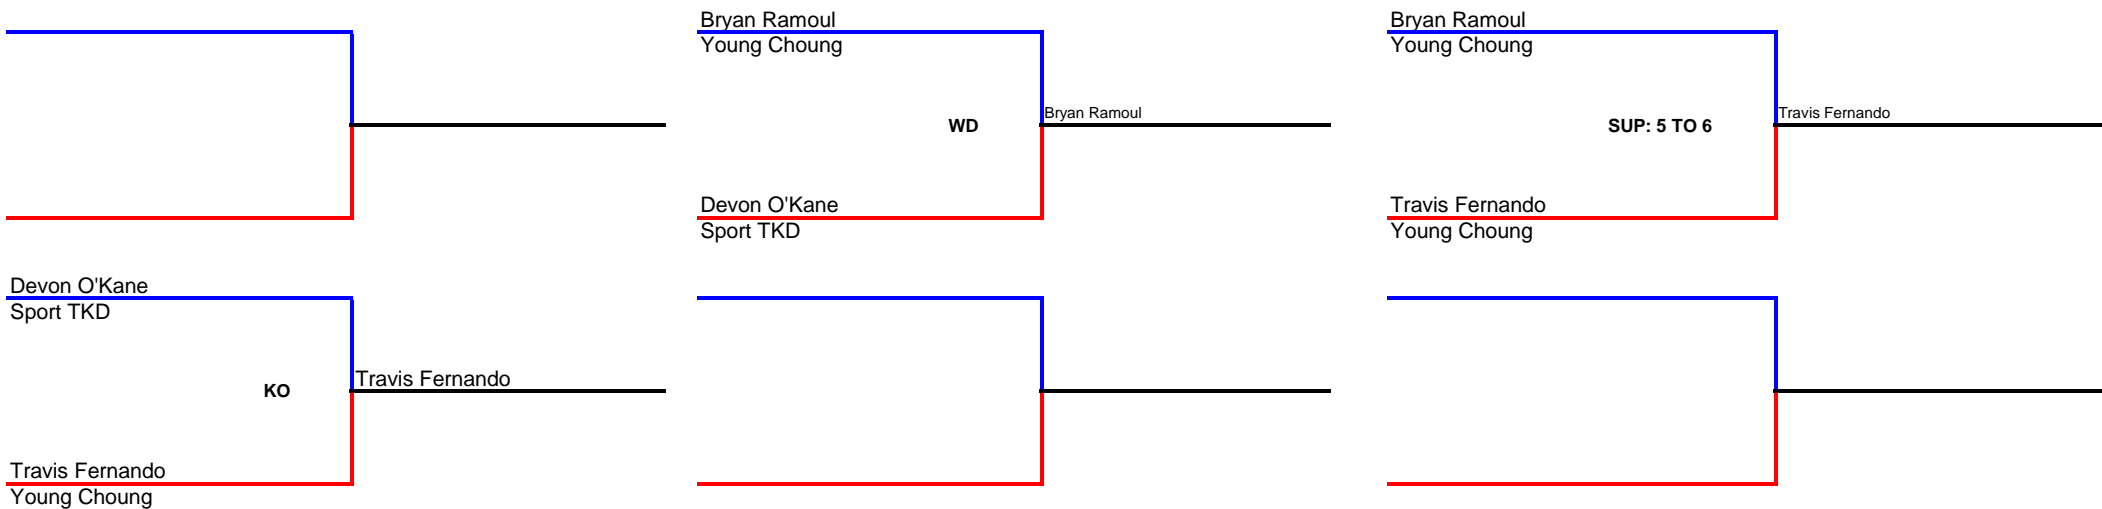 Bryan Ramoul
Young Choung
WD
Bryan Ramoul
Devon O'Kane
Sport TKD
Bryan Ramoul
Young Choung
SUP: 5 TO 6
Travis Fernando
Travis Fernando
Young Choung
Devon O'Kane
Sport TKD
KO
Travis Fernando
Travis Fernando
Young Choung